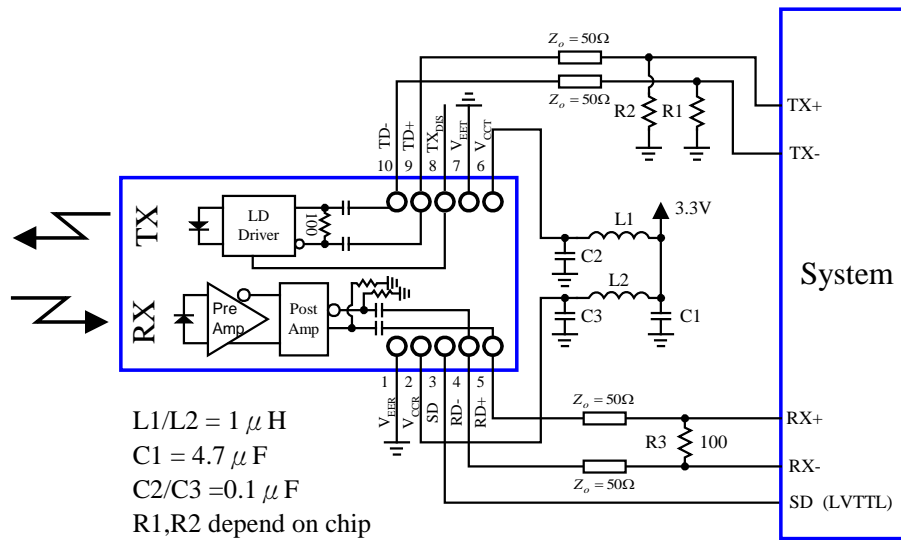 Zo = 50Ω
Zo = 50Ω
R2
R1
TX+
TX-
TD-
TD+
TXDIS
VEET
VCCT
10
9
8
7
6
TX
LD
Driver
100
3.3V
L1
C2
L2
C3
C1
System
RX
Pre
Amp
Post
Amp
1
2
3
4
5
VEER
VCCR
SD
RD-
RD+
Zo = 50Ω
RX+
R3
100
RX-
Zo = 50Ω
SD (LVTTL)
L1/L2 = 1 μ H
C1 = 4.7 μ F
C2/C3 =0.1 μ F
R1,R2 depend on chip